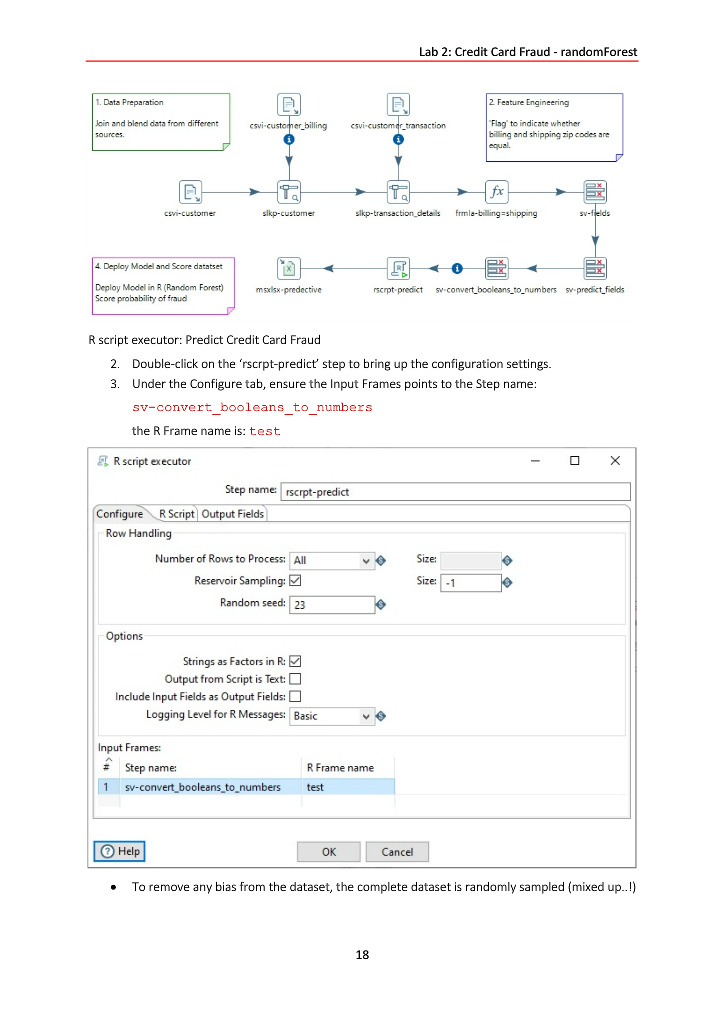 Lab 2: Credit Card Fraud - randomForest
1. Data Preparation
Join and blend data from different
sources.
csvi-customer_billing
csvi-customer_transaction
2. Feature Engineering
'Flag' to indicate whether
billing and shipping zip codes are
equal.
csvi-customer
slkp-customer
slkp-transaction_details
frmla-billing=shipping
sv-fields
4. Deploy Model and Score datatset
Deploy Model in R (Random Forest)
Score probability of fraud
msxlsx-predective
rscrpt-predict
sv-convert_booleans_to_numbers
sv-predict_fields
R script executor: Predict Credit Card Fraud
2. Double-click on the 'rscrpt-predict' step to bring up the configuration settings.
3. Under the Configure tab, ensure the Input Frames points to the Step name:
sv-convert_booleans_to_numbers
the R Frame name is: test
R script executor
Step name: rscrpt-predict
Configure R Script Output Fields
Row Handling
Number of Rows to Process: All Size:
Reservoir Sampling: Size: -1
Random seed: 23
Options
Strings as Factors in R:
Output from Script is Text:
Include Input Fields as Output Fields:
Logging Level for R Messages: Basic
Input Frames:
# Step name: R Frame name
1 sv-convert_booleans_to_numbers test
Help OK Cancel
• To remove any bias from the dataset, the complete dataset is randomly sampled (mixed up..!)
18